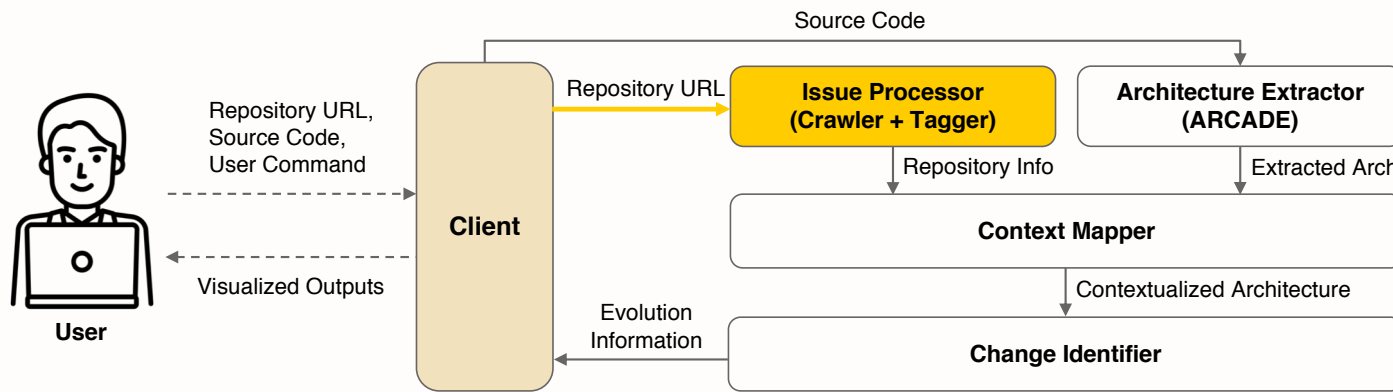 Source Code
Repository URL
Issue Processor
(Crawler + Tagger)
Architecture Extractor
(ARCADE)
Repository URL,
Source Code,
User Command
Repository Info
Extracted Arch
Client
Context Mapper
Visualized Outputs
Contextualized Architecture
User
Evolution
Information
Change Identifier